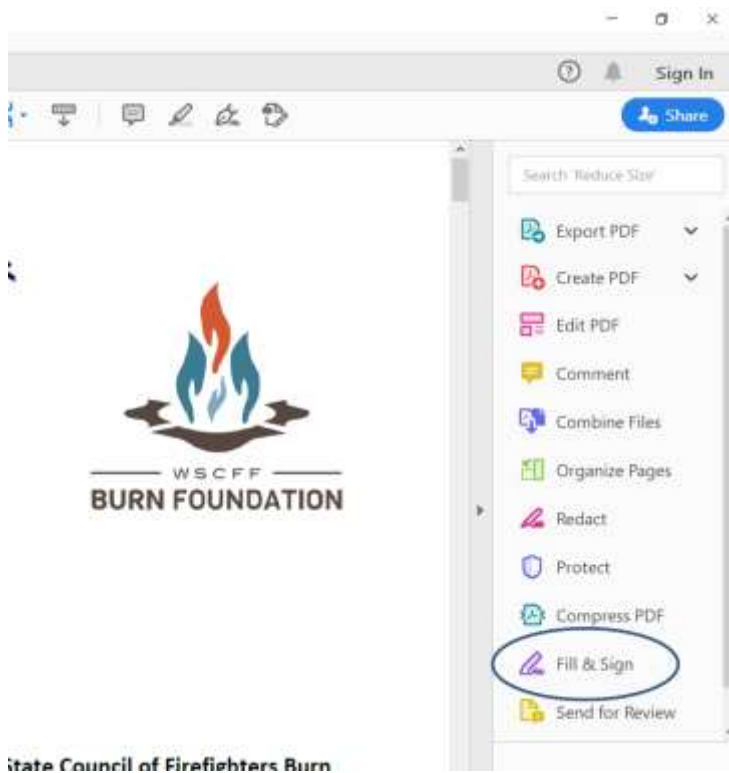 Sign In
Share
Search 'Reduce Size'
Export PDF
Create PDF
Edit PDF
Comment
Combine Files
Organize Pages
Redact
Protect
Compress PDF
Fill & Sign
Send for Review
WSCFF
BURN FOUNDATION
State Council of Firefighters Burn